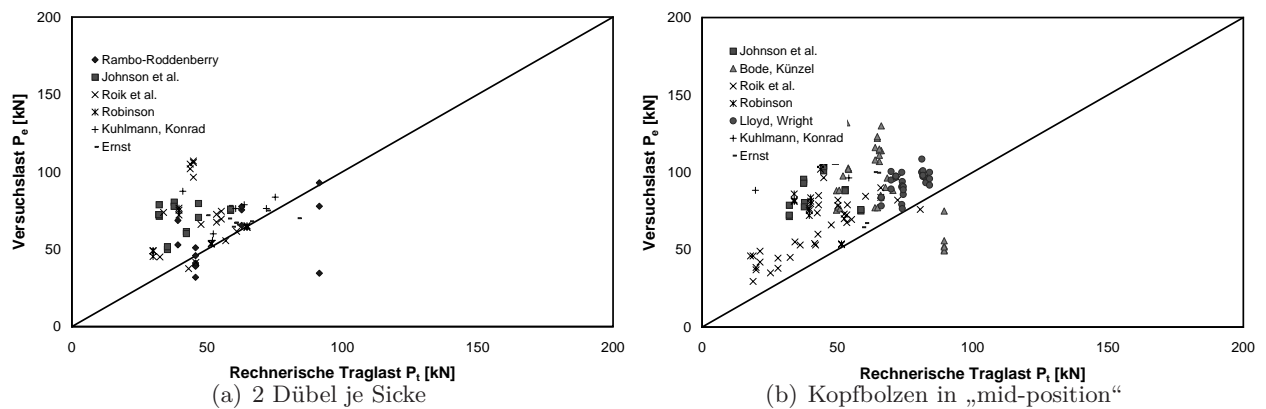 200
150
100
50
0
Versuchslast Pe [kN]
Rambo-Roddenberry
Johnson et al.
Roik et al.
Robinson
Kuhlmann, Konrad
Ernst
0 50 100 150 200
Rechnerische Traglast Pt [kN]
(a) 2 Dübel je Sicke
200
150
100
50
0
Versuchslast Pe [kN]
Johnson et al.
Bode, Künzel
Roik et al.
Robinson
Lloyd, Wright
Kuhlmann, Konrad
Ernst
0 50 100 150 200
Rechnerische Traglast Pt [kN]
(b) Kopfbolzen in „mid-position“